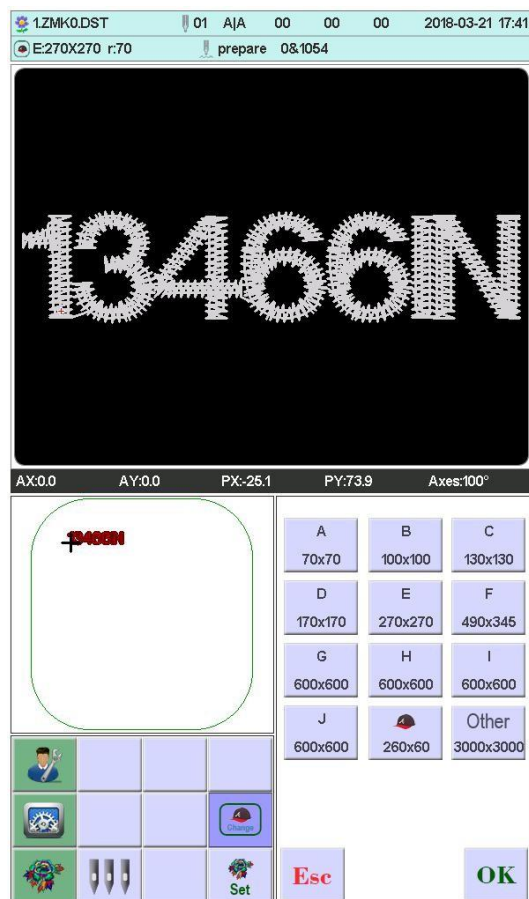 1.ZMK0.DST 01 A|A 00 00 00 2018-03-21 17:41
E:270X270 r:70 prepare 0&1054
13466N
AX:0.0 AY:0.0 PX:-25.1 PY:73.9 Axes:100°
13466N
A B C
70x70 100x100 130x130
D E F
170x170 270x270 490x345
G H I
600x600 600x600 600x600
J Other
600x600 260x60 3000x3000
Change
Set
Esc OK